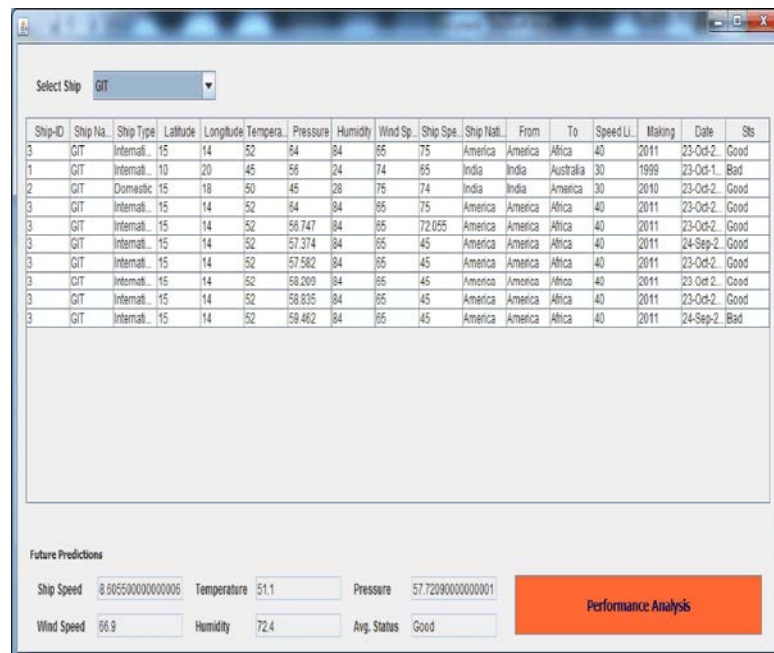 Select Ship GIT
Ship-ID Ship Na... Ship Type Latitude Longitude Tempera... Pressure Humidity Wind Sp... Ship Spe... Ship Nati... From To Speed Li... Making Date Sts
3 GIT Internati... 15 14 52 64 84 65 75 America America Africa 40 2011 23-Oct-2... Good
1 GIT Internati... 10 20 45 56 24 74 65 India India Australia 30 1999 23-Oct-1... Bad
2 GIT Domestic 15 18 50 45 28 75 74 India India America 30 2010 23-Oct-2... Good
3 GIT Internati... 15 14 52 64 84 65 75 America America Africa 40 2011 23-Oct-2... Good
3 GIT Internati... 15 14 52 56.747 84 65 72.055 America America Africa 40 2011 23-Oct-2... Good
3 GIT Internati... 15 14 52 57.374 84 65 45 America America Africa 40 2011 24-Sep-2... Good
3 GIT Internati... 15 14 52 57.582 84 65 45 America America Africa 40 2011 23-Oct-2... Good
3 GIT Internati... 15 14 52 58.209 84 65 45 America America Africa 40 2011 23-Oct-2... Good
3 GIT Internati... 15 14 52 58.835 84 65 45 America America Africa 40 2011 23-Oct-2... Good
3 GIT Internati... 15 14 52 59.462 84 65 45 America America Africa 40 2011 24-Sep-2... Bad
Future Predictions
Ship Speed 8.605500000000006 Temperature 51.1 Pressure 57.72090000000001
Performance Analysis
Wind Speed 66.9 Humidity 72.4 Avg. Status Good